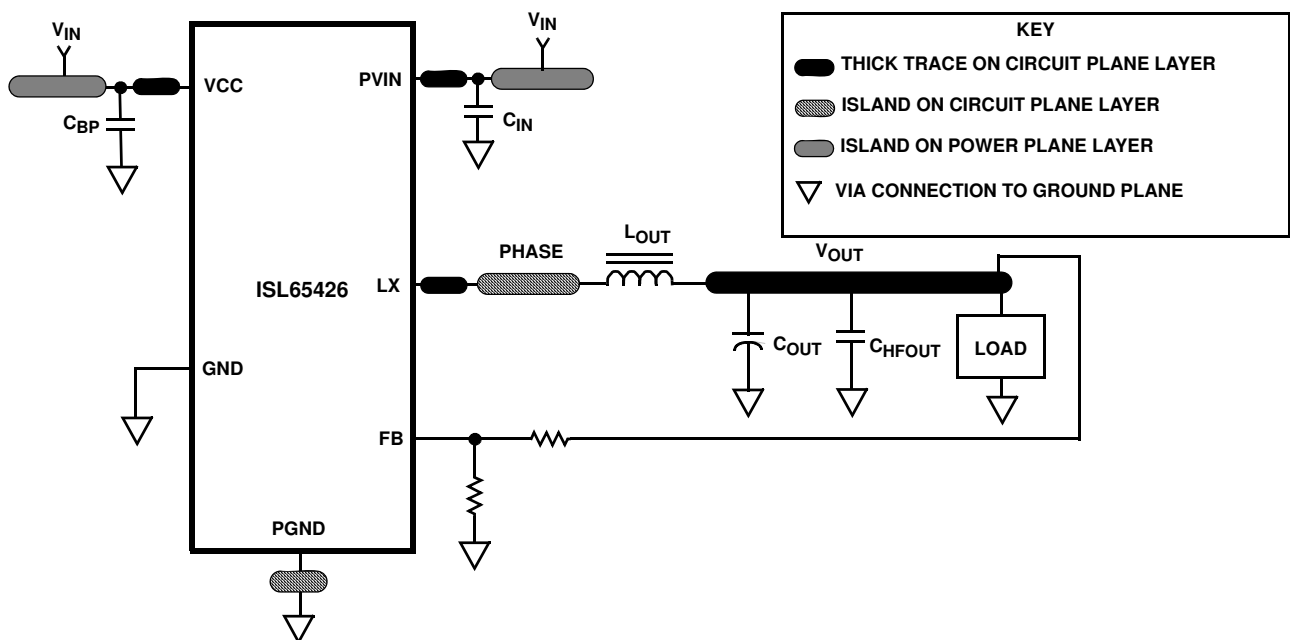 VIN
VIN
KEY
THICK TRACE ON CIRCUIT PLANE LAYER
ISLAND ON CIRCUIT PLANE LAYER
ISLAND ON POWER PLANE LAYER
VIA CONNECTION TO GROUND PLANE
VCC
PVIN
CBP
CIN
PHASE
LOUT
VOUT
ISL65426
LX
COUT
CHFOUT
LOAD
GND
FB
PGND